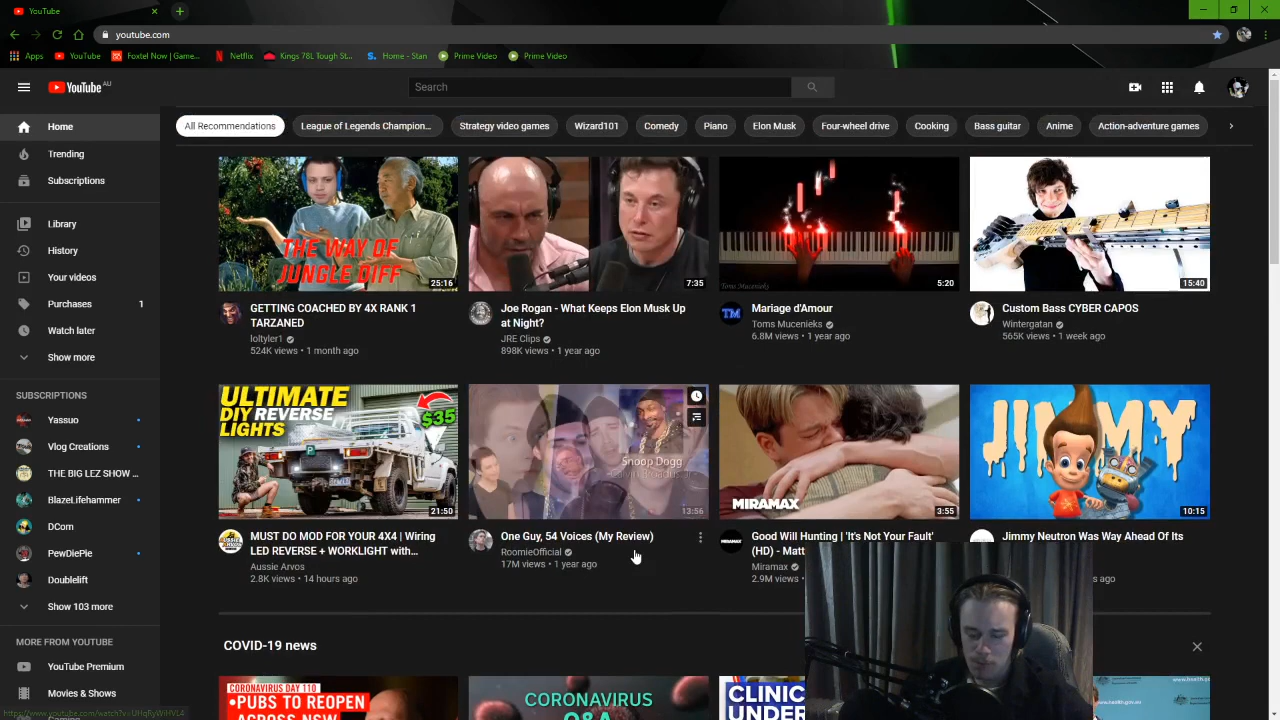 YouTube
youtube.com
Apps
YouTube
Foxtel Now | Game...
Netflix
Kings 78L Tough St...
Home - Stan
Prime Video
Prime Video
YouTube AU
Search
Home
Trending
Subscriptions
Library
History
Your videos
Purchases 1
Watch later
Show more
SUBSCRIPTIONS
Yassuo
Vlog Creations
THE BIG LEZ SHOW ...
BlazeLifehammer
DCom
PewDiePie
Doublelift
Show 103 more
MORE FROM YOUTUBE
YouTube Premium
Movies & Shows
All Recommendations
League of Legends Champion...
Strategy video games
Wizard101
Comedy
Piano
Elon Musk
Four-wheel drive
Cooking
Bass guitar
Anime
Action-adventure games
THE WAY OF
JUNGLE DIFF
25:16
GETTING COACHED BY 4X RANK 1
TARZANED
loltyler1
524K views • 1 month ago
7:35
Joe Rogan - What Keeps Elon Musk Up
at Night?
JRE Clips
898K views • 1 year ago
Toms Mucenieks
5:20
TM
Mariage d'Amour
Toms Mucenieks
6.8M views • 1 year ago
15:40
Custom Bass CYBER CAPOS
Wintergatan
565K views • 1 week ago
ULTIMATE
DIY REVERSE
LIGHTS
$35
P
21:50
MUST DO MOD FOR YOUR 4X4 | Wiring
LED REVERSE + WORKLIGHT with...
Aussie Arvos
2.8K views • 14 hours ago
Snoop Dogg
13:56
One Guy, 54 Voices (My Review)
RoomieOfficial
17M views • 1 year ago
MIRAMAX
3:55
MIRAMAX
Good Will Hunting | 'It's Not Your Fault'
(HD) - Matt
Miramax
2.9M views •
JIMMY
10:15
Jimmy Neutron Was Way Ahead Of Its
ago
COVID-19 news
CORONAVIRUS DAY 110
• PUBS TO REOPEN
ACROSS NSW
CORONAVIRUS
Q&A
CLINIC
UNDER